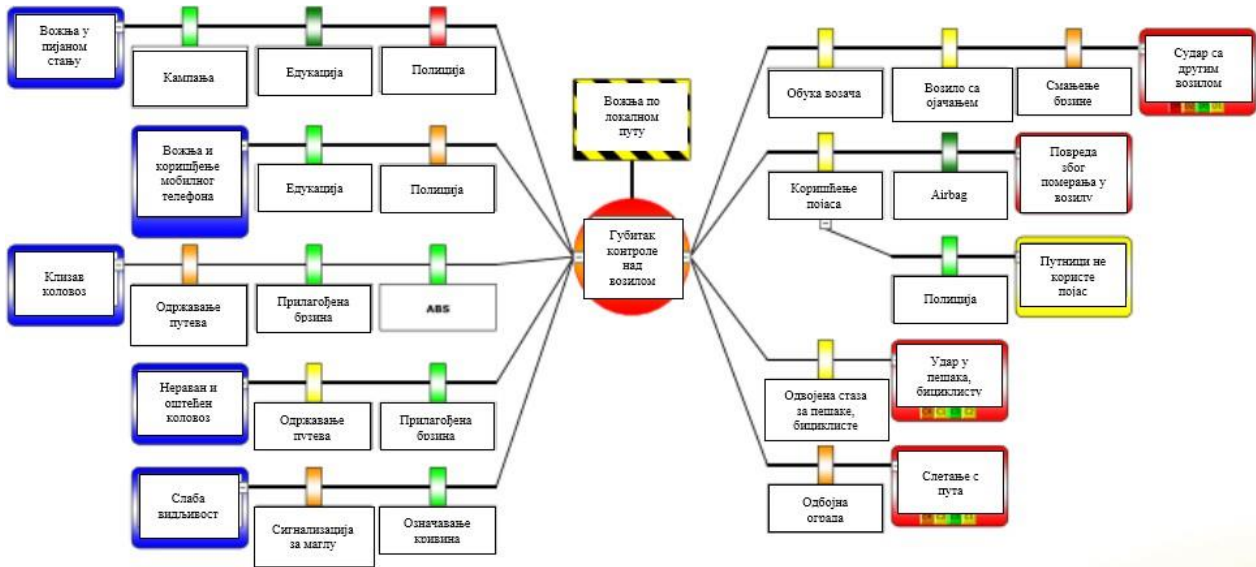 Вожња у
пијаном
стању
Кампања
Едукација
Полиција
Вожња и
коришђење
мобилног
телефона
Едукација
Полиција
Клизав
коловоз
Одржавање
путева
Прилагођена
брзина
ABS
Нераван и
оштећен
коловоз
Одржавање
путева
Прилагођена
брзина
Слаба
видљивост
Сигнализација
за маглу
Означавање
кривина
Вожња по
локалном
путу
Губитак
контроле
над
возилом
Обука возача
Возило са
ојачањем
Смањење
брзине
Судар са
другим
возилом
Коришћење
појаса
Airbag
Повреда
због
померања у
возилу
Полиција
Путници не
користе
појас
Одвојена стаза
за пешаке,
бициклисте
Удар у
пешака,
бициклисту
Одбојна
ограда
Слетање с
пута